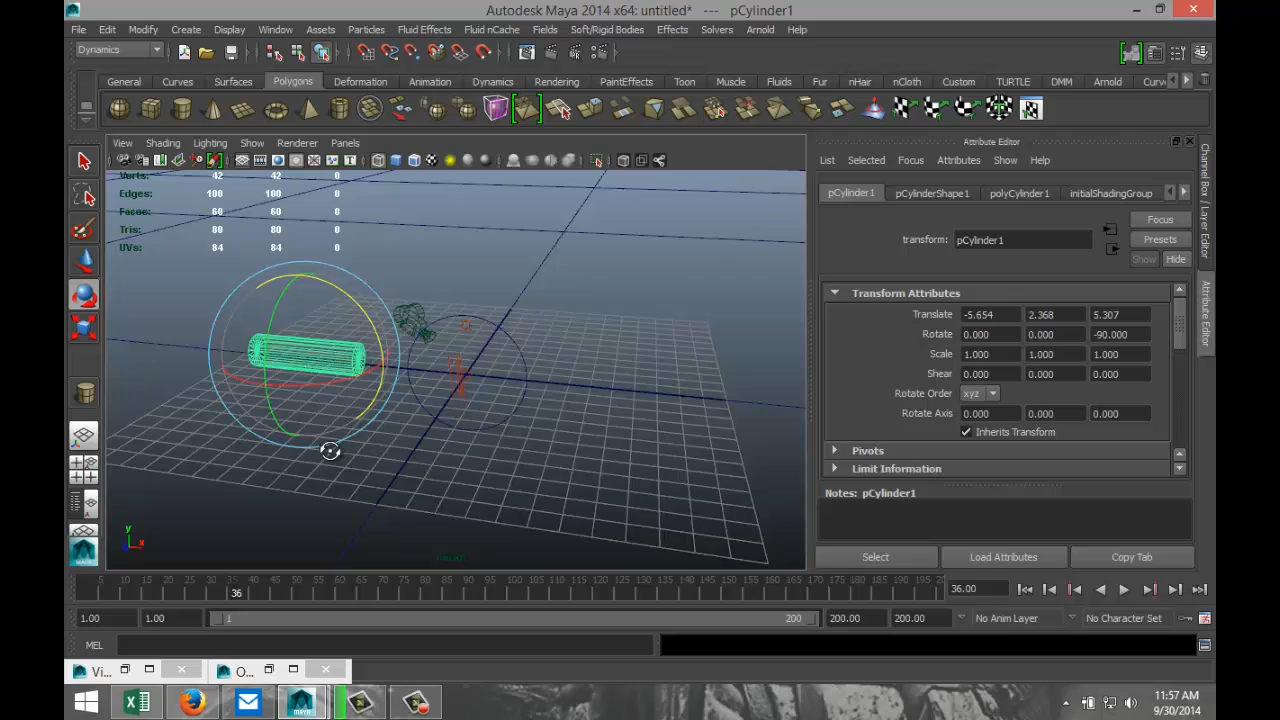 Autodesk Maya 2014 x64: untitled* --- pCylinder1
File Edit Modify Create Display Window Assets Particles Fluid Effects Fluid nCache Fields Soft/Rigid Bodies Effects Solvers Arnold Help
Dynamics
General Curves Surfaces Polygons Deformation Animation Dynamics Rendering PaintEffects Toon Muscle Fluids Fur nHair nCloth Custom TURTLE DMM Arnold Curv
View Shading Lighting Show Renderer Panels
Attribute Editor
List Selected Focus Attributes Show Help
Verts: 42 42 0
Edges: 100 100 0
Faces: 60 60 0
Tris: 80 80 0
UVs: 84 84 0
pCylinder1 pCylinderShape1 polyCylinder1 initialShadingGroup
Focus
transform: pCylinder1
Presets
Show Hide
Transform Attributes
Translate -5.654 2.368 5.307
Rotate 0.000 0.000 -90.000
Scale 1.000 1.000 1.000
Shear 0.000 0.000 0.000
Rotate Order xyz
Rotate Axis 0.000 0.000 0.000
Inherits Transform
Pivots
Limit Information
Notes: pCylinder1
Select Load Attributes Copy Tab
Channel Box / Layer Editor
Attribute Editor
y
z x
5 10 15 20 25 30 35 40 45 50 55 60 65 70 75 80 85 90 95 100 105 110 115 120 125 130 135 140 145 150 155 160 165 170 175 180 185 190 195
36
36.00
1.00 1.00 1 200 200.00 200.00 No Anim Layer No Character Set
MEL
Vi... O...
11:57 AM
9/30/2014